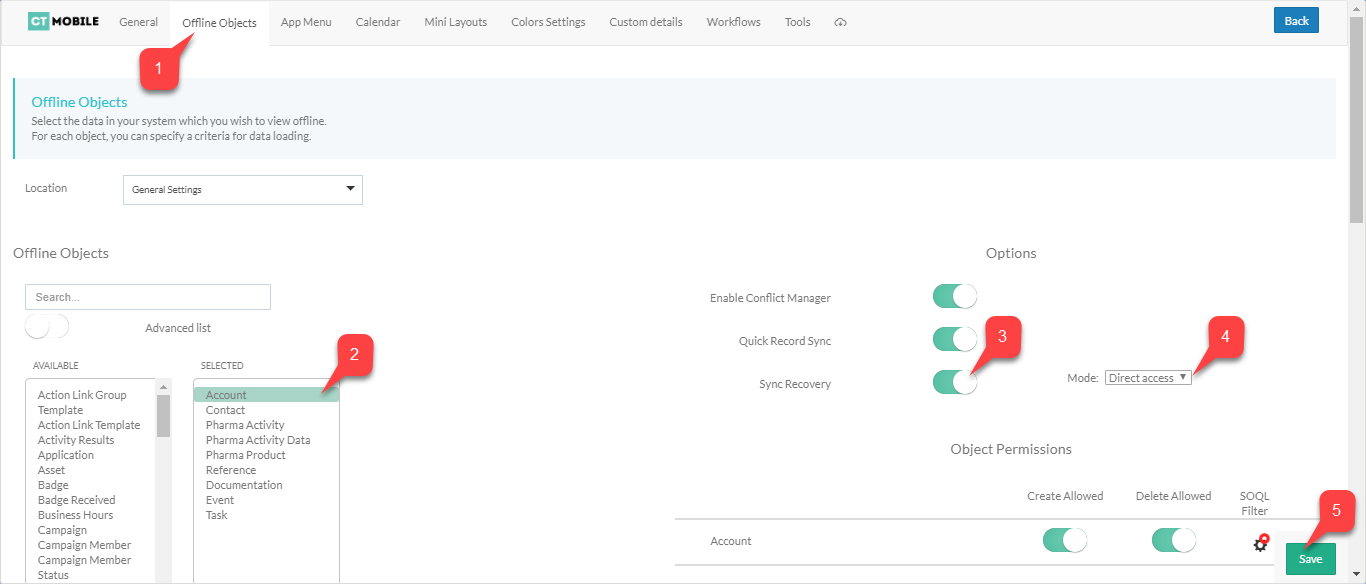 CT MOBILE General Offline Objects App Menu Calendar Mini Layouts Colors Settings Custom details Workflows Tools Back
1
Offline Objects
Select the data in your system which you wish to view offline.
For each object, you can specify a criteria for data loading.
Location General Settings
Offline Objects
Search...
Advanced list
AVAILABLE
Action Link Group
Template
Action Link Template
Activity Results
Application
Asset
Badge
Badge Received
Business Hours
Campaign
Campaign Member
Campaign Member
Status
SELECTED
2
Account
Contact
Pharma Activity
Pharma Activity Data
Pharma Product
Reference
Documentation
Event
Task
Options
Enable Conflict Manager
Quick Record Sync
3
4
Sync Recovery
Mode: Direct access
Object Permissions
Create Allowed Delete Allowed SOQL
Filter
5
Account
Save